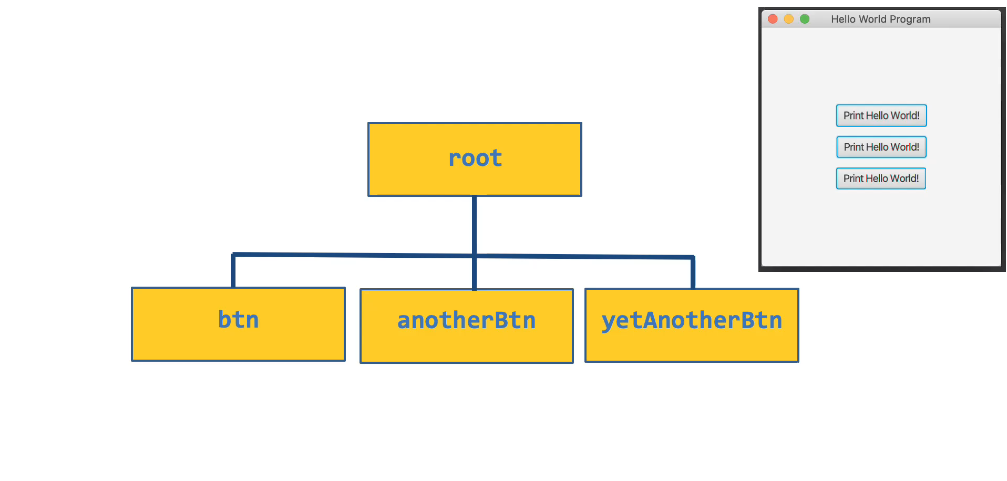 Hello World Program
Print Hello World!
Print Hello World!
Print Hello World!
root
btn
anotherBtn
yetAnotherBtn